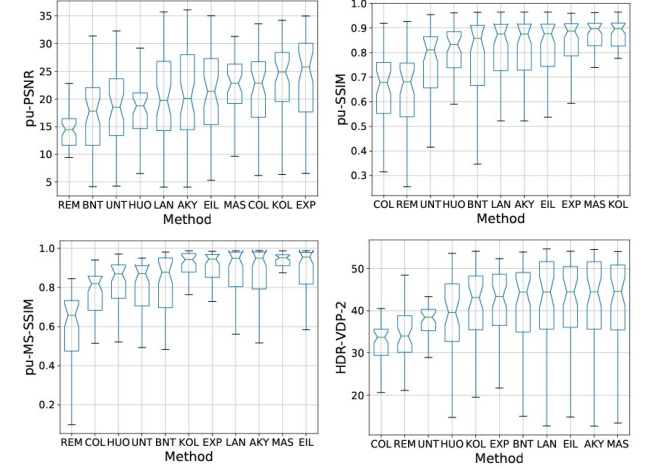 pu-PSNR
35
30
25
20
15
10
5
REM BNT UNT HUO LAN AKY EIL MAS COL KOL EXP
Method
pu-SSIM
1.0
0.9
0.8
0.7
0.6
0.5
0.4
0.3
COL REM UNT HUO BNT LAN AKY EIL EXP MAS KOL
Method
pu-MS-SSIM
1.0
0.8
0.6
0.4
0.2
REM COL HUO UNT BNT KOL EXP LAN AKY MAS EIL
Method
HDR-VDP-2
50
40
30
20
COL REM UNT HUO KOL EXP BNT LAN EIL AKY MAS
Method